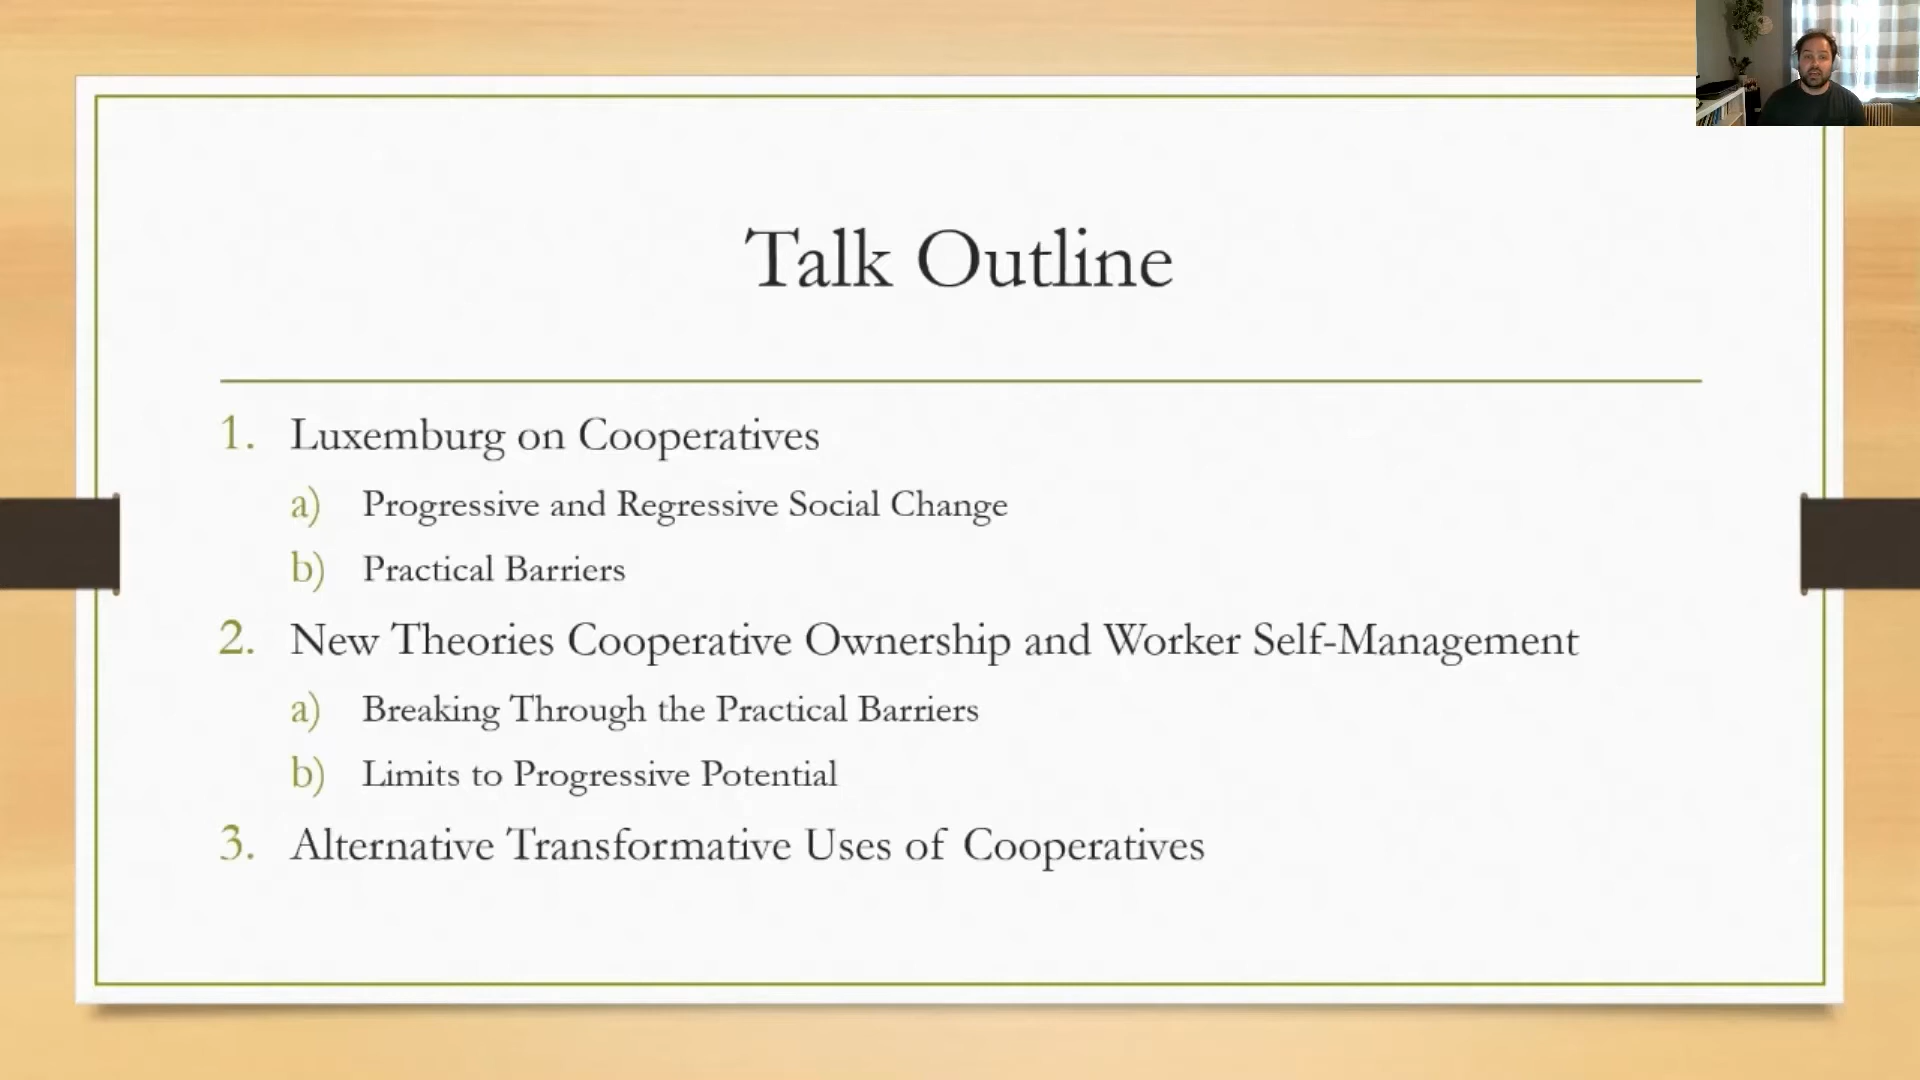 Talk Outline
1. Luxemburg on Cooperatives
a) Progressive and Regressive Social Change
b) Practical Barriers
2. New Theories Cooperative Ownership and Worker Self-Management
a) Breaking Through the Practical Barriers
b) Limits to Progressive Potential
3. Alternative Transformative Uses of Cooperatives